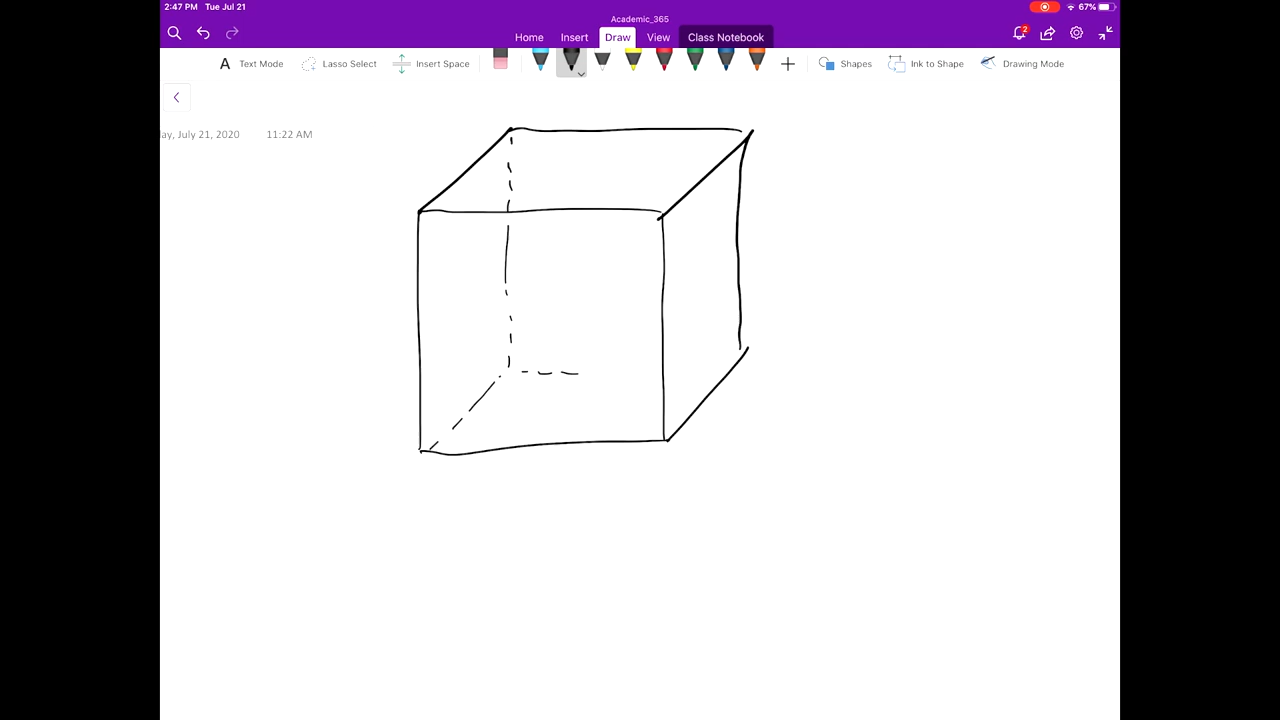 2:47 PM Tue Jul 21
67%
Academic_365
Home Insert Draw View Class Notebook
2
A Text Mode Lasso Select Insert Space Shapes Ink to Shape Drawing Mode
ay, July 21, 2020 11:22 AM